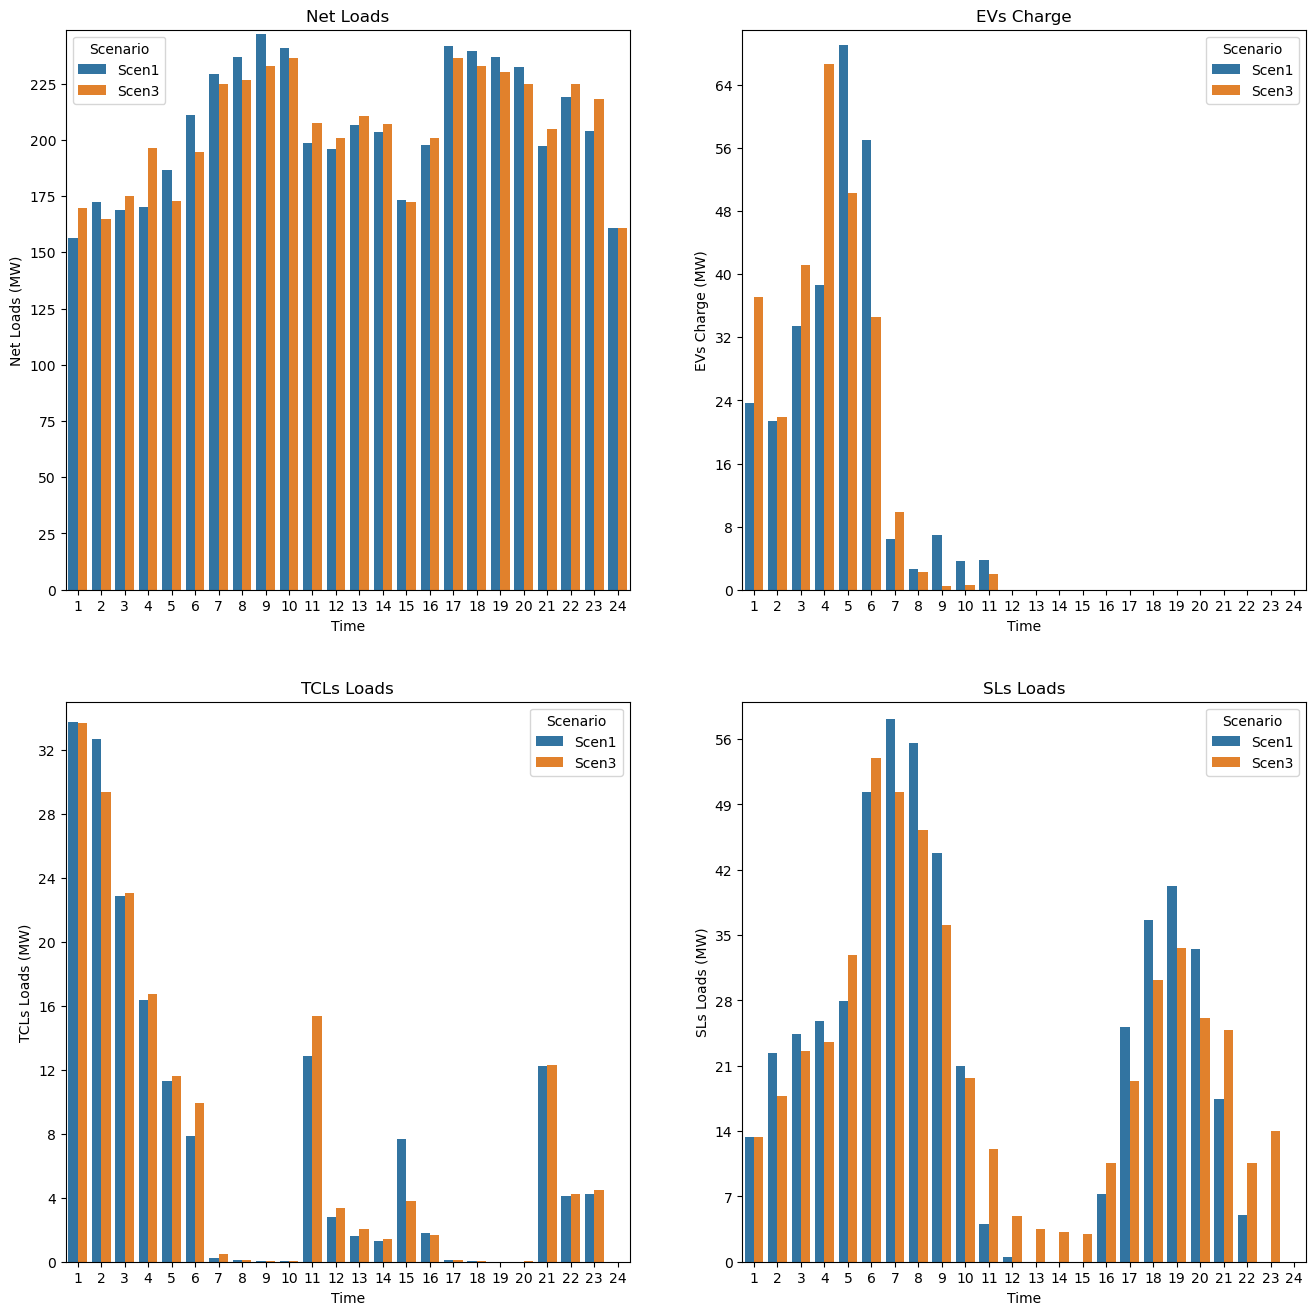 Net Loads
Scenario
Scen1
Scen3
Net Loads (MW)
225
200
175
150
125
100
75
50
25
0
1 2 3 4 5 6 7 8 9 10 11 12 13 14 15 16 17 18 19 20 21 22 23 24
Time
EVs Charge
Scenario
Scen1
Scen3
EVs Charge (MW)
64
56
48
40
32
24
16
8
0
1 2 3 4 5 6 7 8 9 10 11 12 13 14 15 16 17 18 19 20 21 22 23 24
Time
TCLs Loads
Scenario
Scen1
Scen3
TCLs Loads (MW)
32
28
24
20
16
12
8
4
0
1 2 3 4 5 6 7 8 9 10 11 12 13 14 15 16 17 18 19 20 21 22 23 24
Time
SLs Loads
Scenario
Scen1
Scen3
SLs Loads (MW)
56
49
42
35
28
21
14
7
0
1 2 3 4 5 6 7 8 9 10 11 12 13 14 15 16 17 18 19 20 21 22 23 24
Time